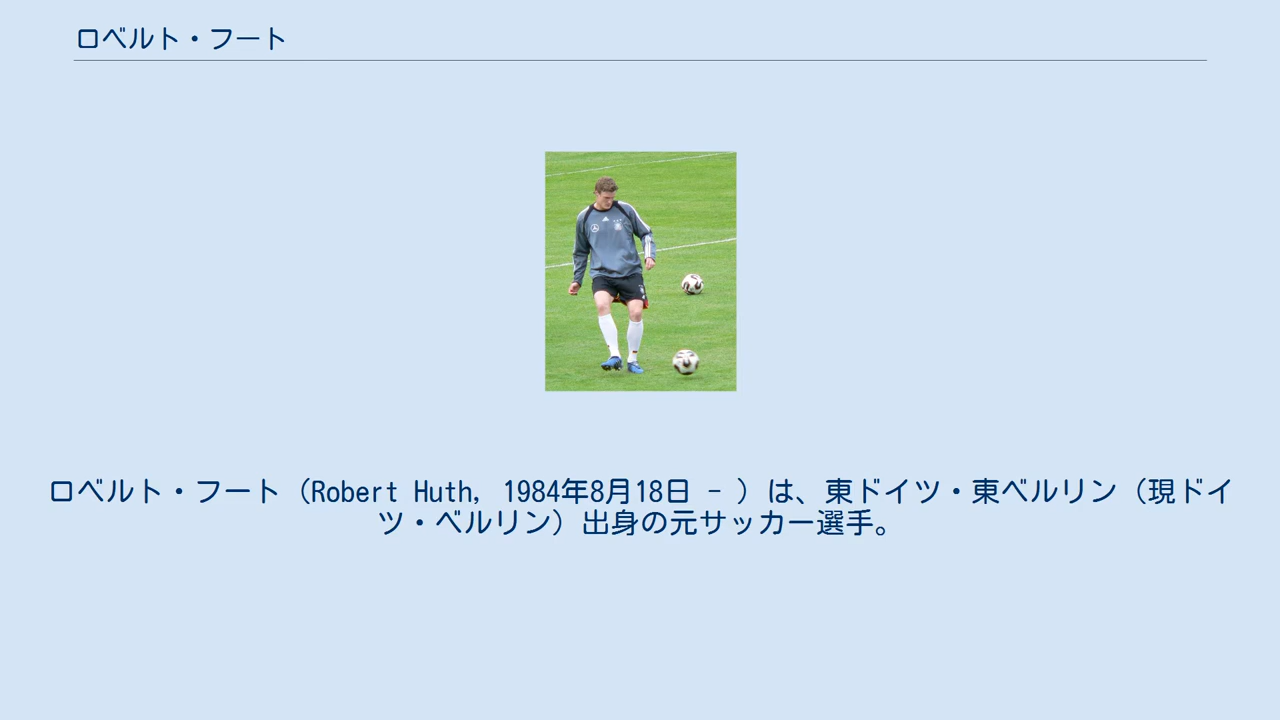 ロベルト・フート
ロベルト・フート（Robert Huth, 1984年8月18日 - ）は、東ドイツ・東ベルリン（現ドイ
ツ・ベルリン）出身の元サッカー選手。